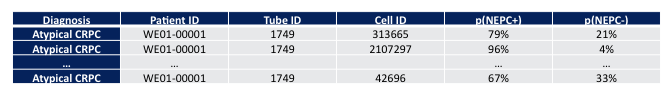 Diagnosis Patient ID Tube ID Cell ID p(NEPC+) p(NEPC-)
Atypical CRPC WE01-00001 1749 313665 79% 21%
Atypical CRPC WE01-00001 1749 2107297 96% 4%
... ... ...
Atypical CRPC WE01-00001 1749 42696 67% 33%